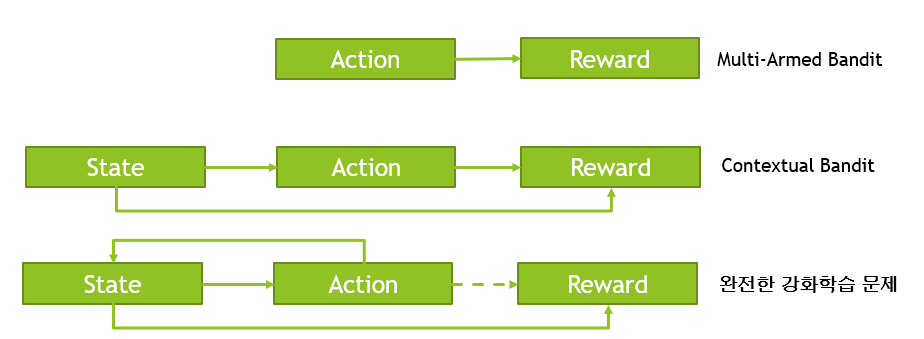 Action Reward Multi-Armed Bandit
State Action Reward Contextual Bandit
State Action Reward 완전한 강화학습 문제